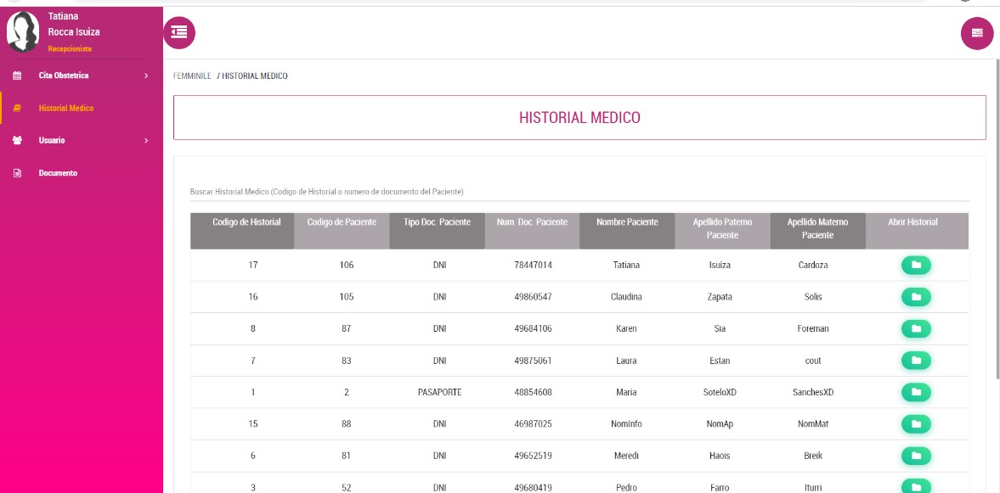 Tatiana
Rocca Isuiza
Recepcionista
Cita Obstetrica
Historial Medico
Usuario
Documento
FEMMINILE / HISTORIAL MEDICO
HISTORIAL MEDICO
Buscar Historial Medico (Codigo de Historial o numero de documento del Paciente)
Codigo de Historial Codigo de Paciente Tipo Doc. Paciente Num. Doc. Paciente Nombre Paciente Apellido Paterno Paciente Apellido Materno Paciente Abrir Historial
17 106 DNI 78447014 Tatiana Isuiza Cardoza
16 105 DNI 49860547 Claudina Zapata Solis
8 87 DNI 49684106 Karen Sia Foreman
7 83 DNI 49875061 Laura Estan cout
1 2 PASAPORTE 48854608 Maria SoteloXD SanchesXD
15 88 DNI 46987025 NomInfo NomAp NomMat
6 81 DNI 49652519 Meredi Haois Breik
3 52 DNI 49680419 Pedro Farro Iturri